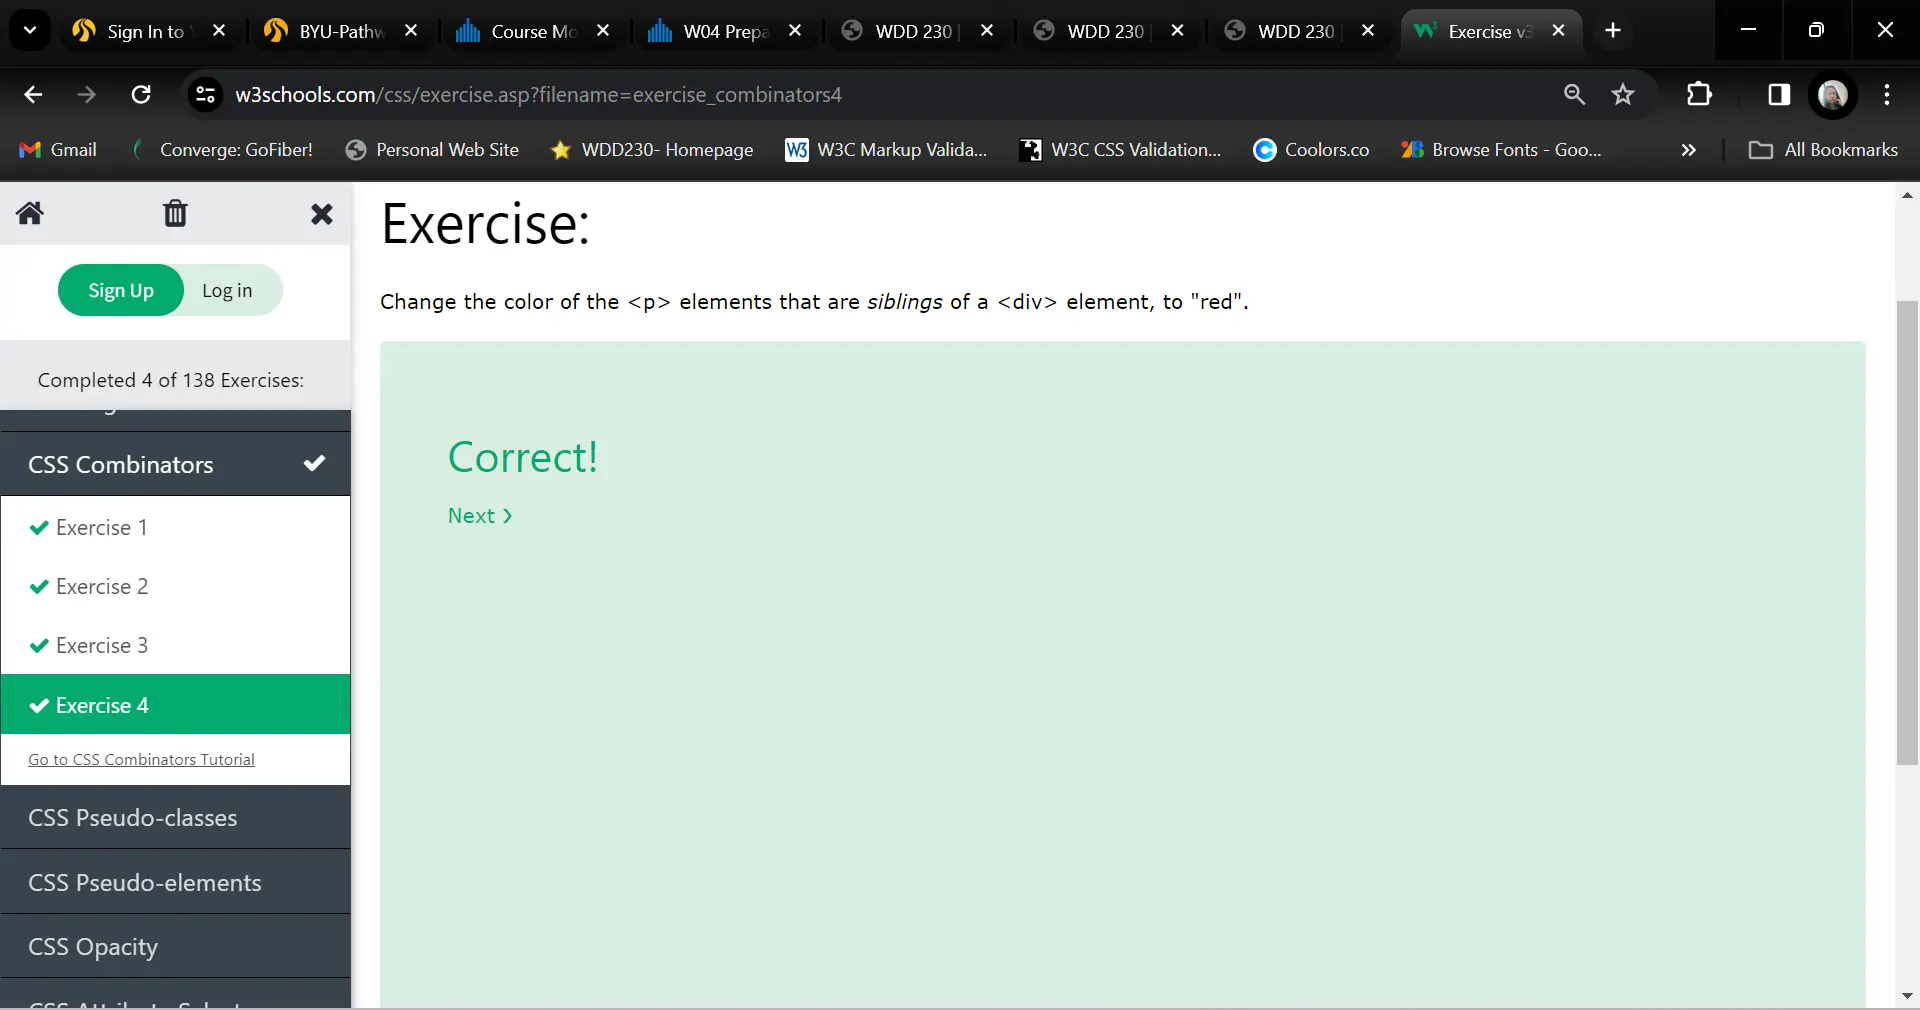 Sign In to
BYU-Pathw
Course Mo
W04 Prepa
WDD 230
WDD 230
WDD 230
Exercise v3
w3schools.com/css/exercise.asp?filename=exercise_combinators4
Gmail
Converge: GoFiber!
Personal Web Site
WDD230- Homepage
W3C Markup Valida...
W3C CSS Validation...
Coolors.co
Browse Fonts - Goo...
All Bookmarks
Sign Up
Log in
Completed 4 of 138 Exercises:
CSS Combinators
Exercise 1
Exercise 2
Exercise 3
Exercise 4
Go to CSS Combinators Tutorial
CSS Pseudo-classes
CSS Pseudo-elements
CSS Opacity
Exercise:
Change the color of the <p> elements that are siblings of a <div> element, to "red".
Correct!
Next ❯